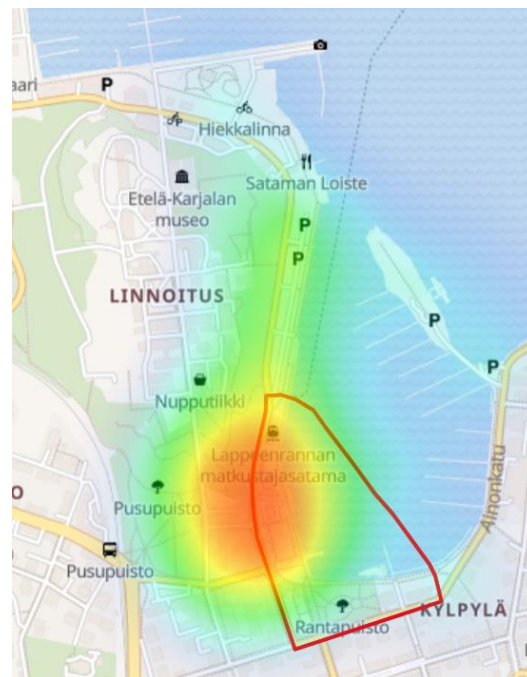 aari
P
Hiekkalinna
P
Sataman Loiste
Etelä-Karjalan
museo
P
P
LINNOITUS
P
P
Nupputiikki
Lappeenrannan
matkustajasatama
Pusupuisto
O
Ainonkatu
Pusupuisto
KYLPYLÄ
Rantapuisto